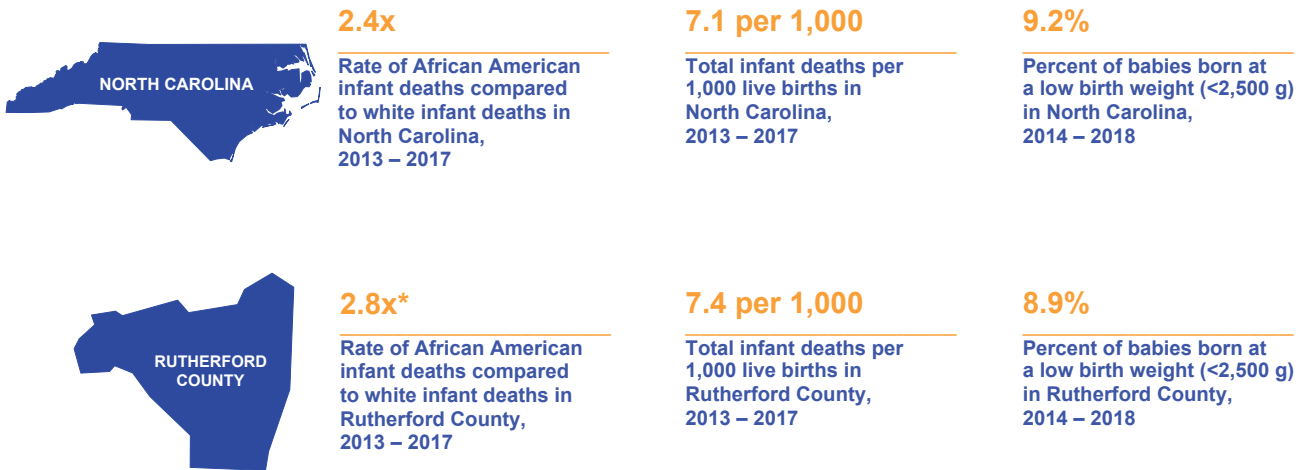 NORTH CAROLINA
2.4x
Rate of African American
infant deaths compared
to white infant deaths in
North Carolina,
2013 – 2017
7.1 per 1,000
Total infant deaths per
1,000 live births in
North Carolina,
2013 – 2017
9.2%
Percent of babies born at
a low birth weight (<2,500 g)
in North Carolina,
2014 – 2018
RUTHERFORD
COUNTY
2.8x*
Rate of African American
infant deaths compared
to white infant deaths in
Rutherford County,
2013 – 2017
7.4 per 1,000
Total infant deaths per
1,000 live births in
Rutherford County,
2013 – 2017
8.9%
Percent of babies born at
a low birth weight (<2,500 g)
in Rutherford County,
2014 – 2018